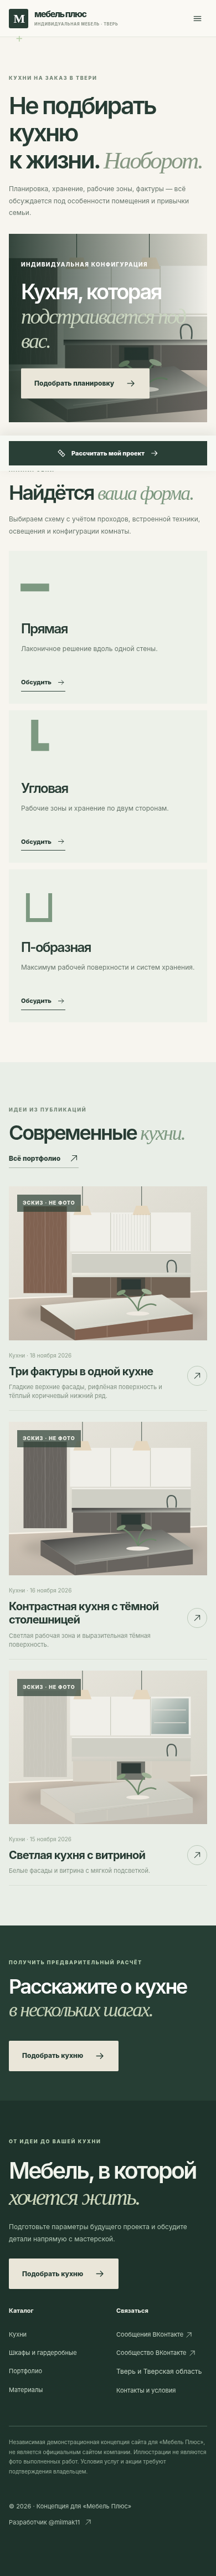 М
мебель плюс
ИНДИВИДУАЛЬНАЯ МЕБЕЛЬ · ТВЕРЬ
КУХНИ НА ЗАКАЗ В ТВЕРИ
Не подбирать
кухню
к жизни. Наоборот.
Планировка, хранение, рабочие зоны, фактуры — всё
обсуждается под особенности помещения и привычки
семьи.
ИНДИВИДУАЛЬНАЯ КОНФИГУРАЦИЯ
Кухня, которая
подстраивается под
вас.
Подобрать планировку
Рассчитать мой проект
Найдётся ваша форма.
Выбираем схему с учётом проходов, встроенной техники,
освещения и конфигурации комнаты.
Прямая
Лаконичное решение вдоль одной стены.
Обсудить
Угловая
Рабочие зоны и хранение по двум сторонам.
Обсудить
П-образная
Максимум рабочей поверхности и систем хранения.
Обсудить
ИДЕИ ИЗ ПУБЛИКАЦИЙ
Современные кухни.
Всё портфолио
ЭСКИЗ · НЕ ФОТО
Кухни · 18 ноября 2026
Три фактуры в одной кухне
Гладкие верхние фасады, рифлёная поверхность и
тёплый коричневый нижний ряд.
ЭСКИЗ · НЕ ФОТО
Кухни · 16 ноября 2026
Контрастная кухня с тёмной
столешницей
Светлая рабочая зона и выразительная тёмная
поверхность.
ЭСКИЗ · НЕ ФОТО
Кухни · 15 ноября 2026
Светлая кухня с витриной
Белые фасады и витрина с мягкой подсветкой.
ПОЛУЧИТЬ ПРЕДВАРИТЕЛЬНЫЙ РАСЧЁТ
Расскажите о кухне
в нескольких шагах.
Подобрать кухню
ОТ ИДЕИ ДО ВАШЕЙ КУХНИ
Мебель, в которой
хочется жить.
Подготовьте параметры будущего проекта и обсудите
детали напрямую с мастерской.
Подобрать кухню
Каталог
Кухни
Шкафы и гардеробные
Портфолио
Материалы
Связаться
Сообщения ВКонтакте
Сообщество ВКонтакте
Тверь и Тверская область
Контакты и условия
Независимая демонстрационная концепция сайта для «Мебель Плюс»,
не является официальным сайтом компании. Иллюстрации не являются
фото выполненных работ. Условия услуг и акции требуют
подтверждения владельцем.
© 2026 · Концепция для «Мебель Плюс»
Разработчик @milmak11